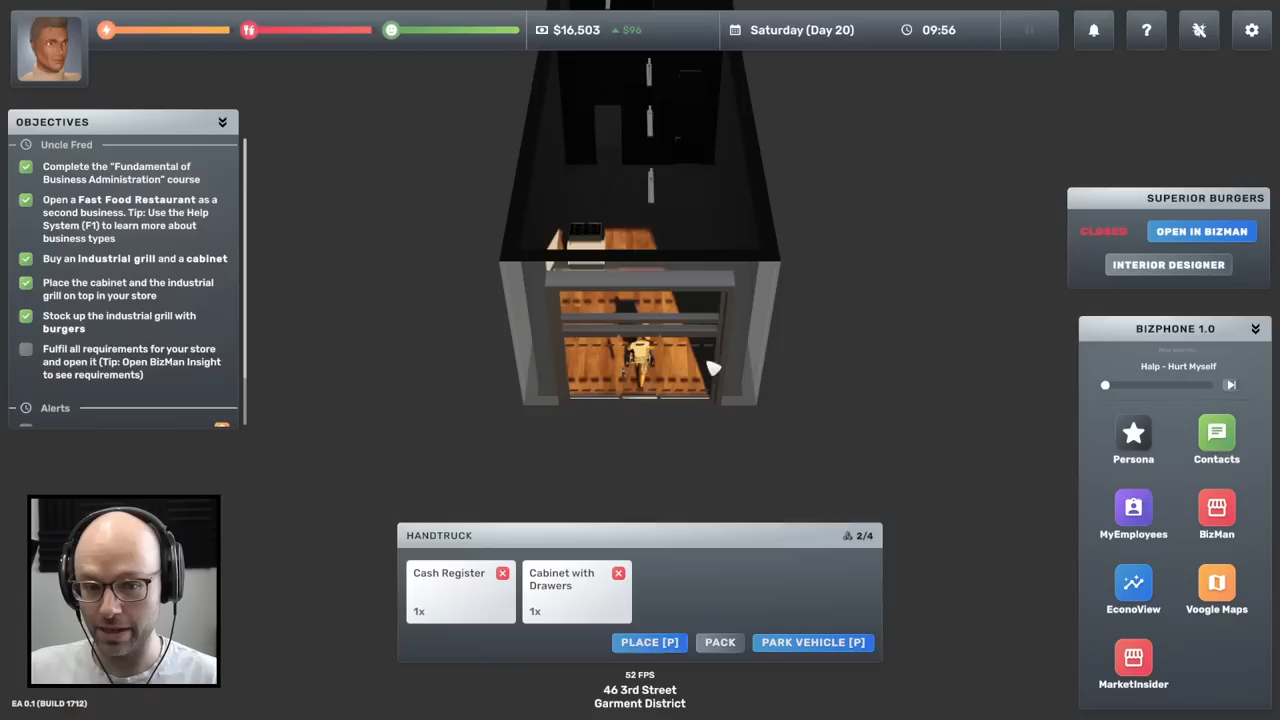 $16,503 $96
Saturday (Day 20)
09:56
?
OBJECTIVES
Uncle Fred
Complete the "Fundamental of
Business Administration" course
Open a Fast Food Restaurant as a
second business. Tip: Use the Help
System (F1) to learn more about
business types
Buy an industrial grill and a cabinet
Place the cabinet and the industrial
grill on top in your store
Stock up the industrial grill with
burgers
Fulfil all requirements for your store
and open it (Tip: Open BizMan Insight
to see requirements)
Alerts
SUPERIOR BURGERS
CLOSED
OPEN IN BIZMAN
INTERIOR DESIGNER
BIZPHONE 1.0
Halp - Hurt Myself
Persona
Contacts
MyEmployees
BizMan
EconoView
Voogle Maps
MarketInsider
HANDTRUCK
2/4
Cash Register
1x
Cabinet with
Drawers
1x
PLACE [P]
PACK
PARK VEHICLE [P]
52 FPS
46 3rd Street
Garment District
EA 0.1 (BUILD 1712)